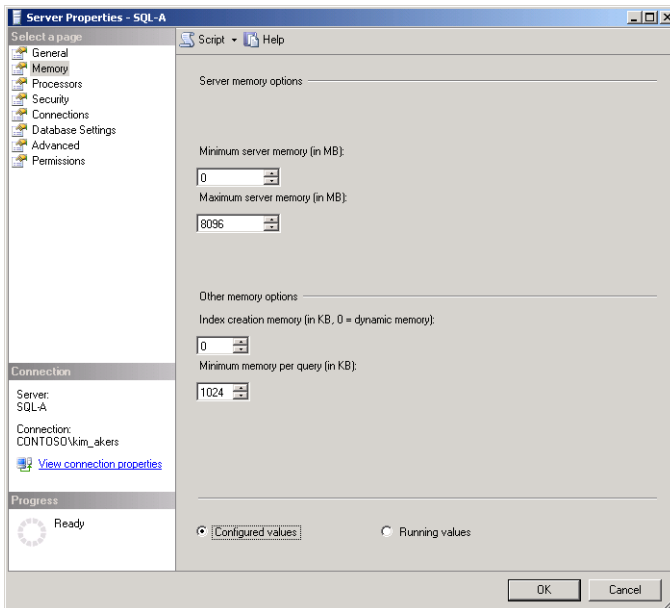 Server Properties - SQL-A
Select a page
General
Memory
Processors
Security
Connections
Database Settings
Advanced
Permissions
Script
Help
Server memory options
Minimum server memory (in MB):
0
Maximum server memory (in MB):
8096
Other memory options
Index creation memory (in KB, 0 = dynamic memory):
0
Minimum memory per query (in KB):
1024
Connection
Server:
SQL-A
Connection:
CONTOSO\kim_akers
View connection properties
Progress
Ready
Configured values
Running values
OK
Cancel